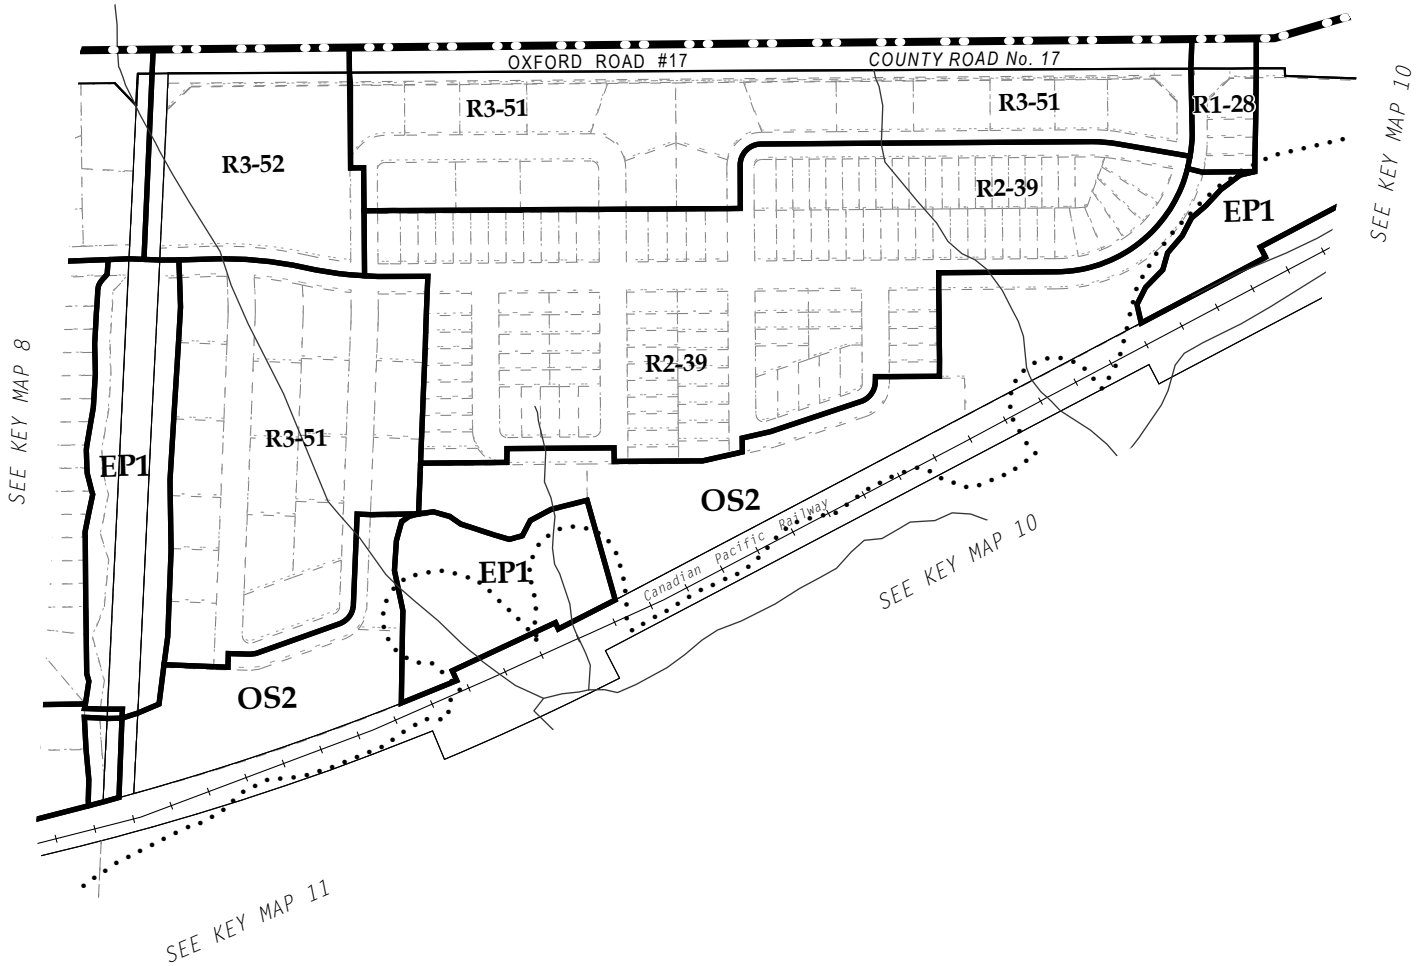 OXFORD ROAD #17
COUNTY ROAD No. 17
SEE KEY MAP 10
R3-51
R3-51
R1-28
R3-52
R2-39
EP1
SEE KEY MAP 8
R2-39
R3-51
EP1
OS2
Canadian Pacific Railway
EP1
SEE KEY MAP 10
OS2
SEE KEY MAP 11